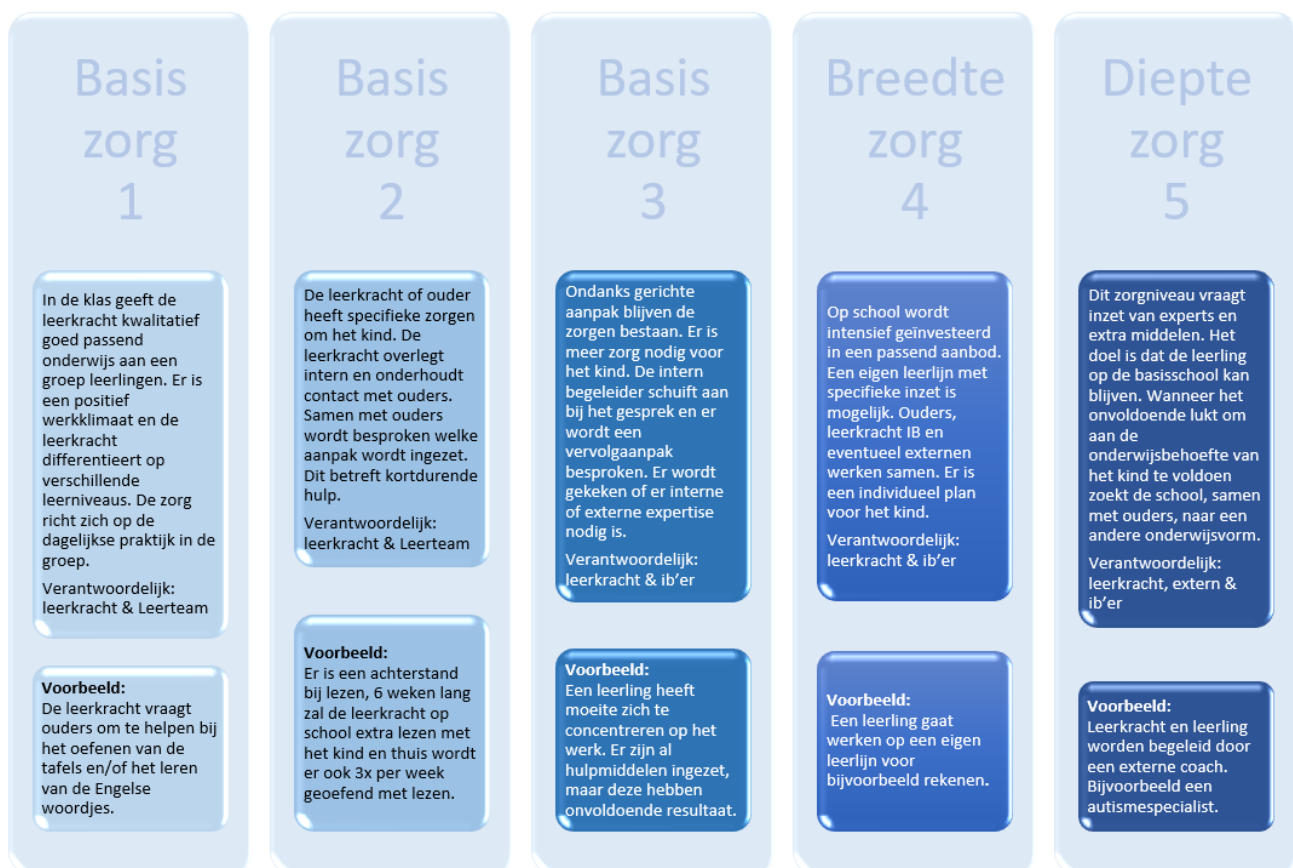 Basis
zorg
1
In de klas geeft de
leerkracht kwalitatief
goed passend
onderwijs aan een
groep leerlingen. Er is
een positief
werkklimaat en de
leerkracht
differentieert op
verschillende
leerniveaus. De zorg
richt zich op de
dagelijkse praktijk in de
groep.
Verantwoordelijk:
leerkracht & Leerteam
Voorbeeld:
De leerkracht vraagt
ouders om te helpen bij
het oefenen van de
tafels en/of het leren
van de Engelse
woordjes.
Basis
zorg
2
De leerkracht of ouder
heeft specifieke zorgen
om het kind. De
leerkracht overlegt
intern en onderhoudt
contact met ouders.
Samen met ouders
wordt besproken welke
aanpak wordt ingezet.
Dit betreft kortdurende
hulp.
Verantwoordelijk:
leerkracht & Leerteam
Voorbeeld:
Er is een achterstand
bij lezen, 6 weken lang
zal de leerkracht op
school extra lezen met
het kind en thuis wordt
er ook 3x per week
geoefend met lezen.
Basis
zorg
3
Ondanks gerichte
aanpak blijven de
zorgen bestaan. Er is
meer zorg nodig voor
het kind. De intern
begeleider schuift aan
bij het gesprek en er
wordt een
vervolgaanpak
besproken. Er wordt
gekeken of er interne
of externe expertise
nodig is.
Verantwoordelijk:
leerkracht & ib'er
Voorbeeld:
Een leerling heeft
moeite zich te
concentreren op het
werk. Er zijn al
hulpmiddelen ingezet,
maar deze hebben
onvoldoende resultaat.
Breedte
zorg
4
Op school wordt
intensief geïnvesteerd
in een passend aanbod.
Een eigen leerlijn met
specifieke inzet is
mogelijk. Ouders,
leerkracht IB en
eventueel externen
werken samen. Er is
een individueel plan
voor het kind.
Verantwoordelijk:
leerkracht & ib'er
Voorbeeld:
Een leerling gaat
werken op een eigen
leerlijn voor
bijvoorbeeld rekenen.
Diepte
zorg
5
Dit zorgniveau vraagt
inzet van experts en
extra middelen. Het
doel is dat de leerling
op de basisschool kan
blijven. Wanneer het
onvoldoende lukt om
aan de
onderwijsbehoefte van
het kind te voldoen
zoekt de school, samen
met ouders, naar een
andere onderwijsvorm.
Verantwoordelijk:
leerkracht, extern &
ib'er
Voorbeeld:
Leerkracht en leerling
worden begeleid door
een externe coach.
Bijvoorbeeld een
autismespecialist.